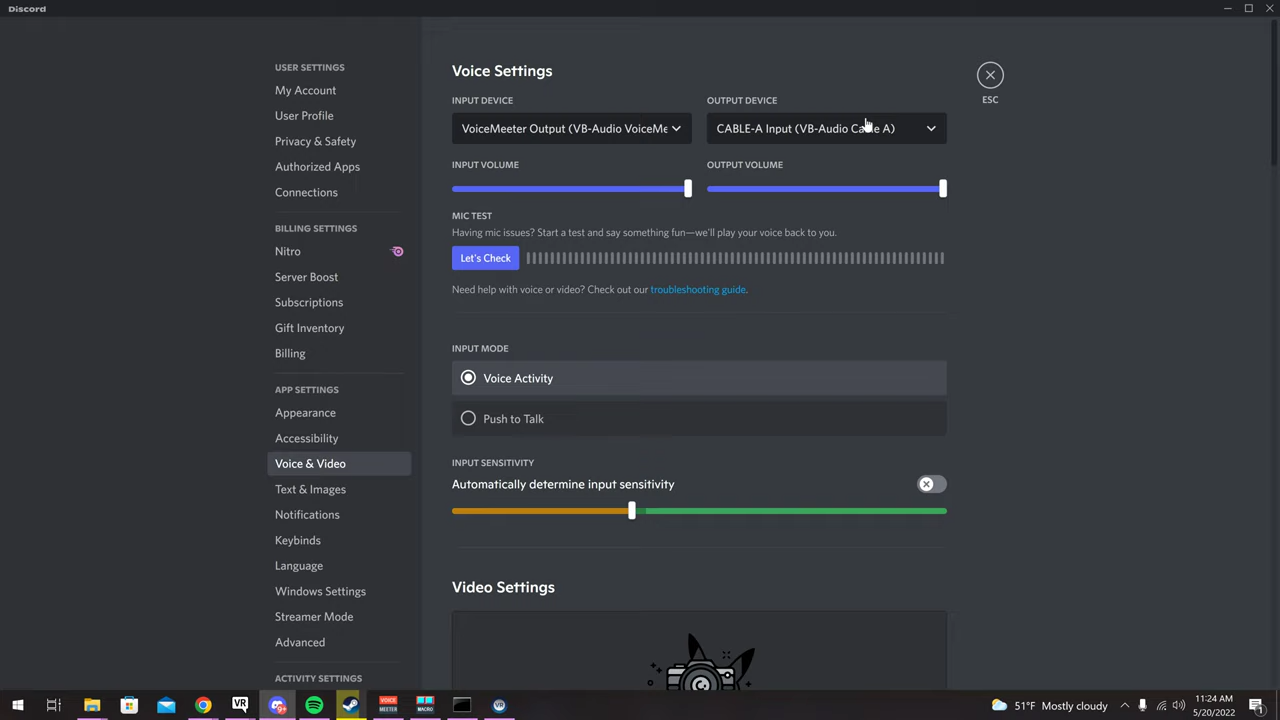 Discord
USER SETTINGS
My Account
User Profile
Privacy & Safety
Authorized Apps
Connections
BILLING SETTINGS
Nitro
Server Boost
Subscriptions
Gift Inventory
Billing
APP SETTINGS
Appearance
Accessibility
Voice & Video
Text & Images
Notifications
Keybinds
Language
Windows Settings
Streamer Mode
Advanced
ACTIVITY SETTINGS
Voice Settings
INPUT DEVICE
VoiceMeeter Output (VB-Audio VoiceMe
OUTPUT DEVICE
CABLE-A Input (VB-Audio Cable A)
INPUT VOLUME
OUTPUT VOLUME
MIC TEST
Having mic issues? Start a test and say something fun—we'll play your voice back to you.
Let's Check
Need help with voice or video? Check out our troubleshooting guide.
INPUT MODE
Voice Activity
Push to Talk
INPUT SENSITIVITY
Automatically determine input sensitivity
Video Settings
ESC
VR
VOICE MEETER
MACRO
VR
51°F Mostly cloudy
11:24 AM
5/20/2022
1